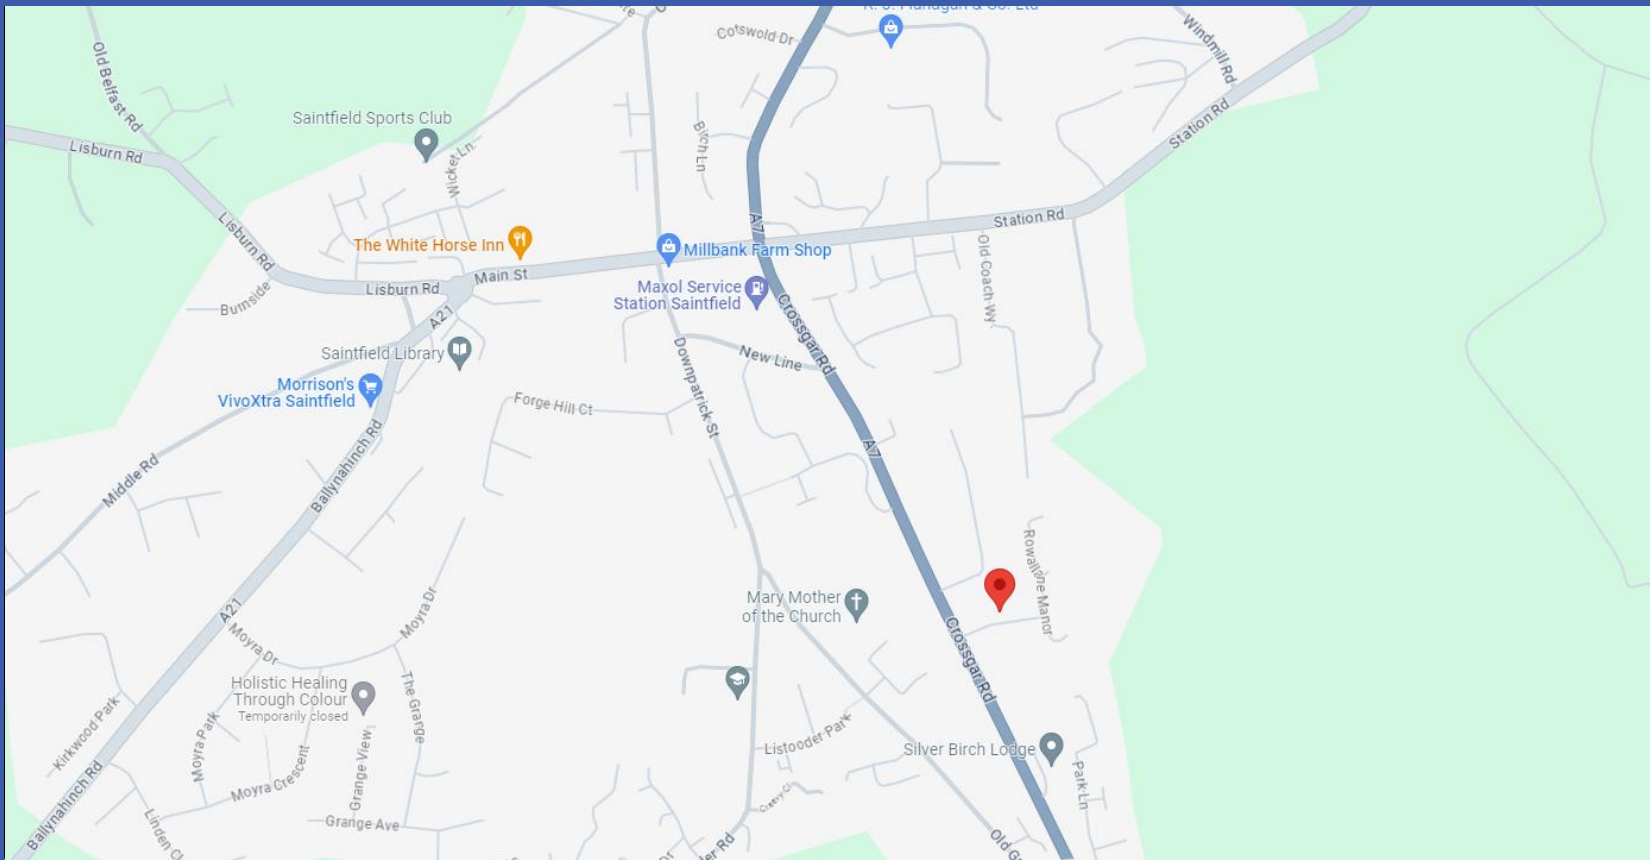 Cotswold Dr
Windmill Rd
Old Belfast Rd
Station Rd
Saintfield Sports Club
Lisburn Rd
Wicket Ln
Birch Ln
Station Rd
A7
Lisburn Rd
The White Horse Inn
Millbank Farm Shop
Old Coach Wy
Main St
Lisburn Rd
Maxol Service
Station Saintfield
Burnside
A21
Crossgar Rd
Saintfield Library
New Line
Downpatrick St
Morrison's
VivoXtra Saintfield
Forge Hill Ct
A7
Ballynahinch Rd
Middle Rd
Rowallane Manor
A21
Moyra Dr
Mary Mother
of the Church
Moyra Dr
Crossgar Rd
Holistic Healing
Through Colour
Temporarily closed
The Grange
Kirkwood Park
Moyra Park
Listooder Park
Silver Birch Lodge
Grange View
Moyra Crescent
Park Ln
Ballynahinch Rd
Grange Ave
Linden